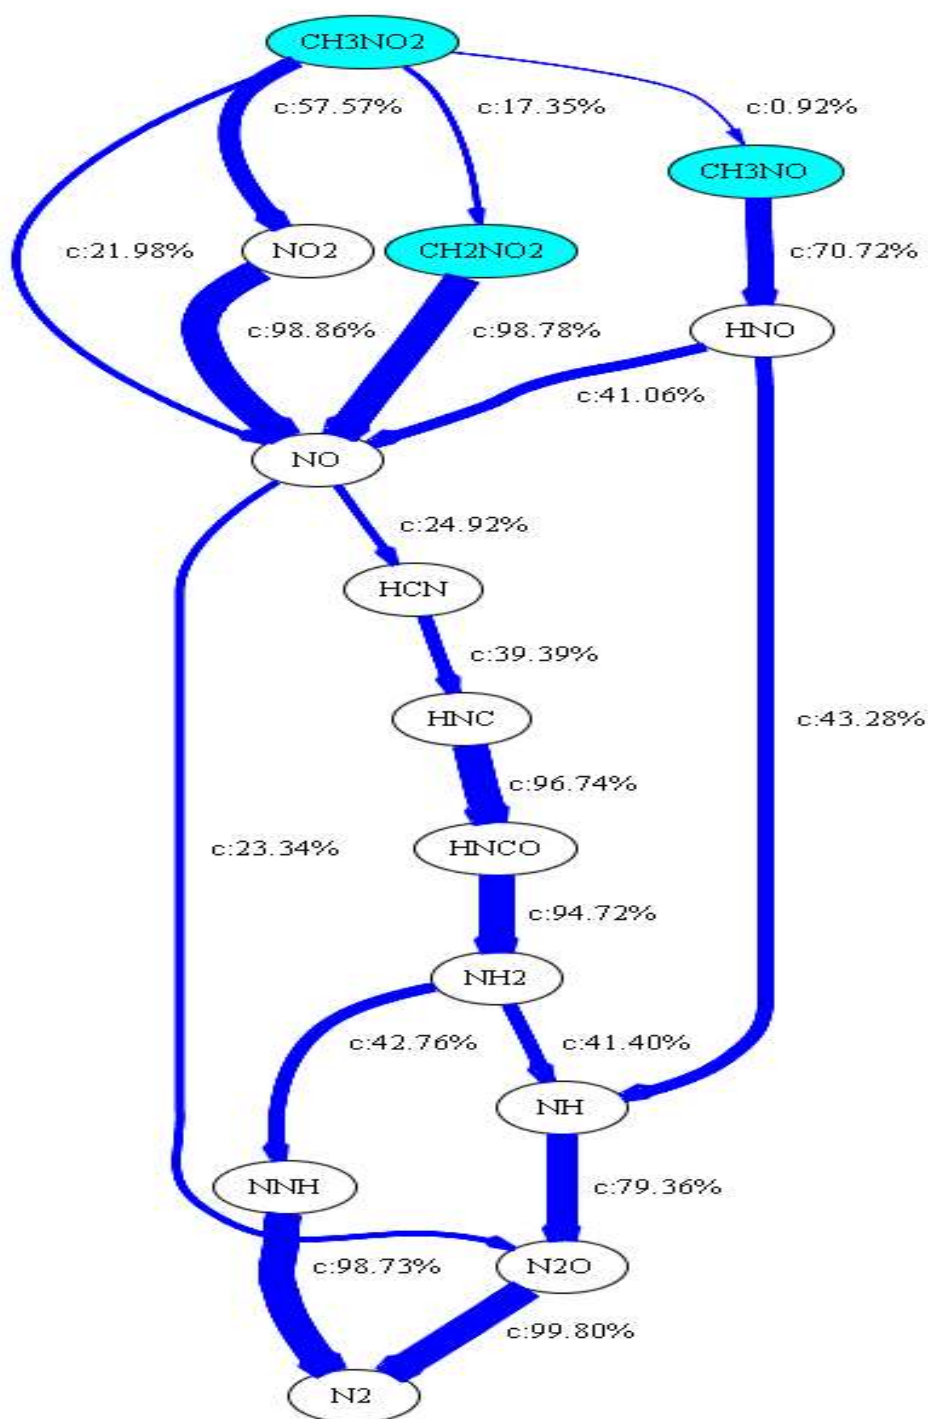 CH3NO2
c:57.57%
c:17.35%
c:0.92%
CH3NO
c:21.98%
NO2
CH2NO2
c:70.72%
c:98.86%
c:98.78%
HNO
c:41.06%
NO
c:24.92%
HCN
c:39.39%
HNC
c:43.28%
c:96.74%
c:23.34%
HNCO
c:94.72%
NH2
c:42.76%
c:41.40%
NH
NNH
c:79.36%
c:98.73%
N2O
c:99.80%
N2